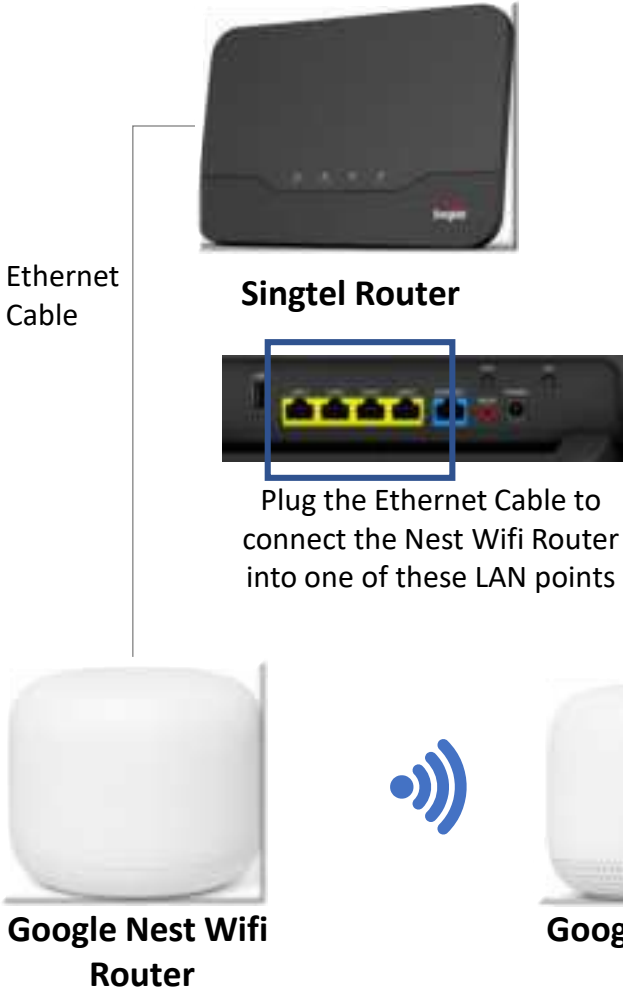 Singtel
Ethernet
Cable
Singtel Router
Plug the Ethernet Cable to
connect the Nest Wifi Router
into one of these LAN points
Google Nest Wifi
Router
Goog